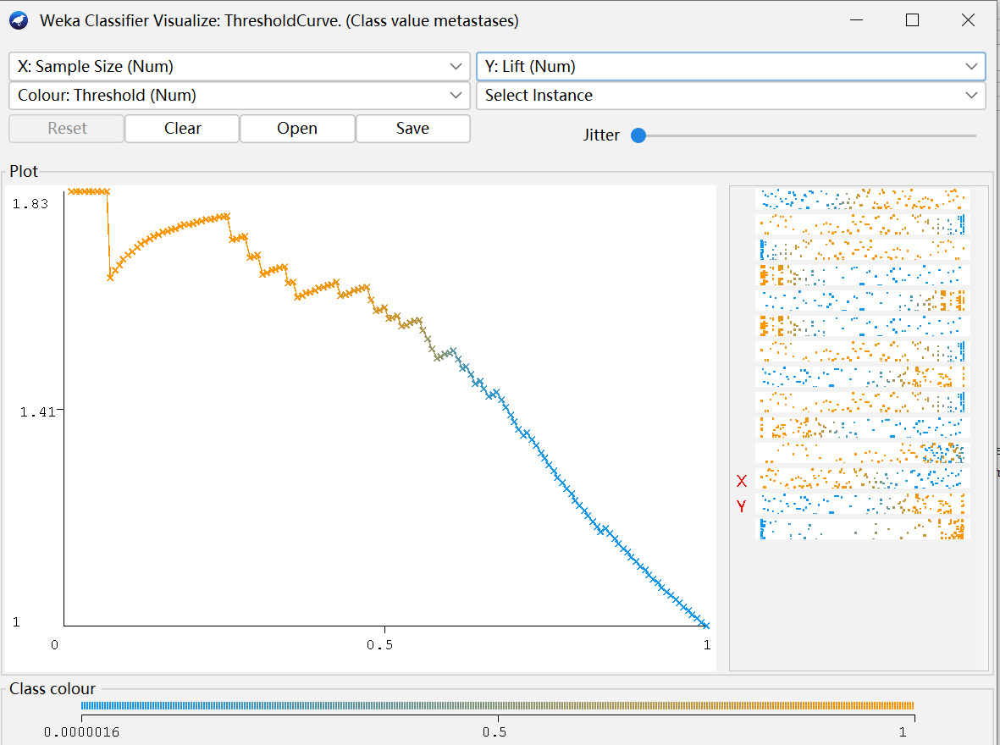 Weka Classifier Visualize: ThresholdCurve. (Class value metastases)
X: Sample Size (Num)
Y: Lift (Num)
Colour: Threshold (Num)
Select Instance
Reset
Clear
Open
Save
Jitter
Plot
1.83
1.41
1
0
0.5
1
X
Y
Class colour
0.0000016
0.5
1